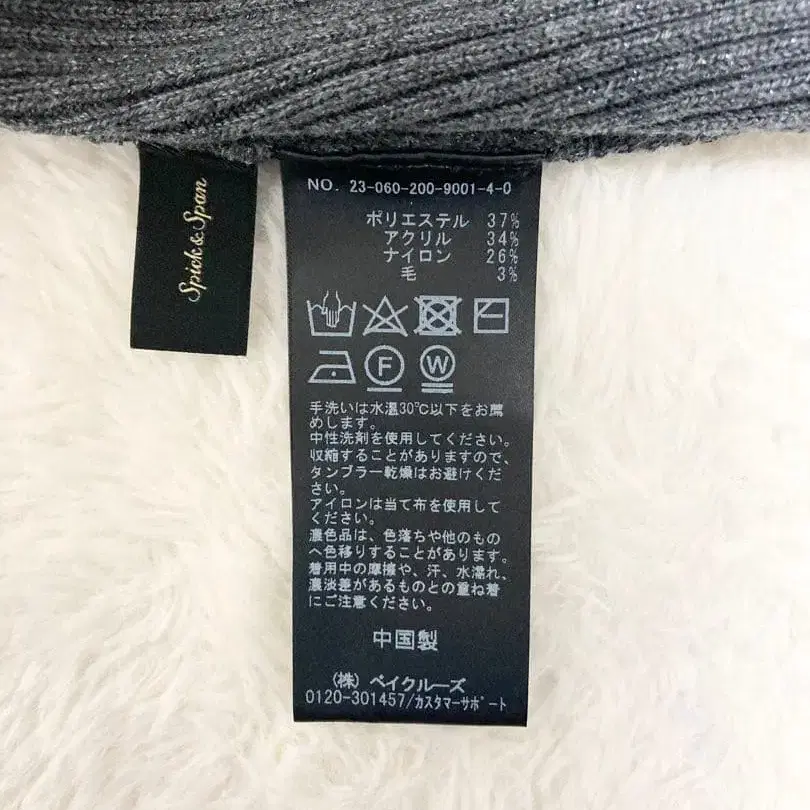 Spick & Span
NO. 23-060-200-9001-4-0
ポリエステル 37%
アクリル 34%
ナイロン 26%
毛 3%
F
W
手洗いは水温30℃以下をお薦
めします。
中性洗剤を使用してください。
収縮することがありますので、
タンブラー乾燥はお避けくだ
さい。
アイロンは当て布を使用して
ください。
濃色品は、色落ちや他のもの
へ色移りすることがあります。
着用中の摩擦や、汗、水濡れ、
濃淡差があるものとの重ね着
にご注意ください。
中国製
(株) ベイクルーズ
0120-301457/カスタマーサポート